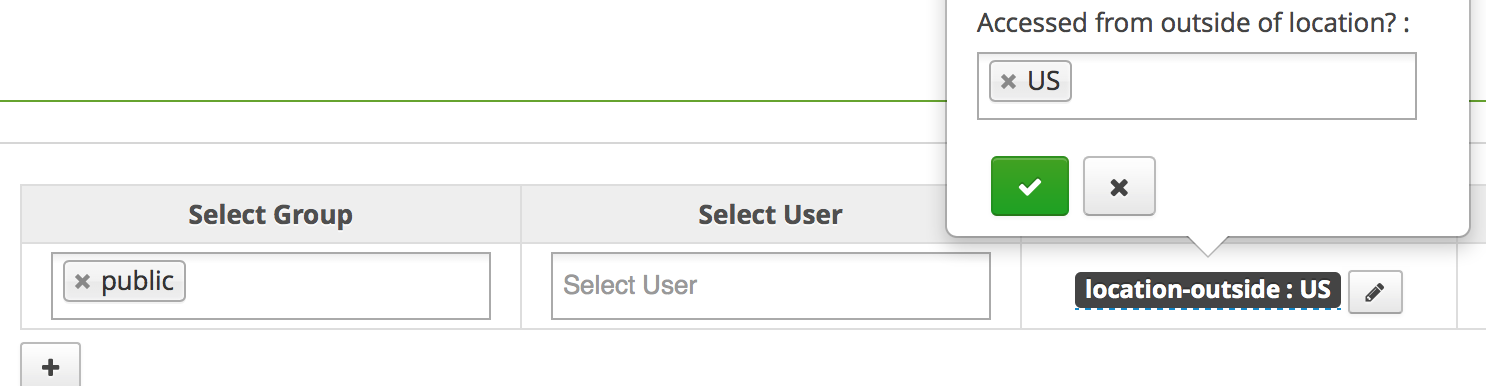 Accessed from outside of location? :
US
Select Group
Select User
public
Select User
location-outside : US